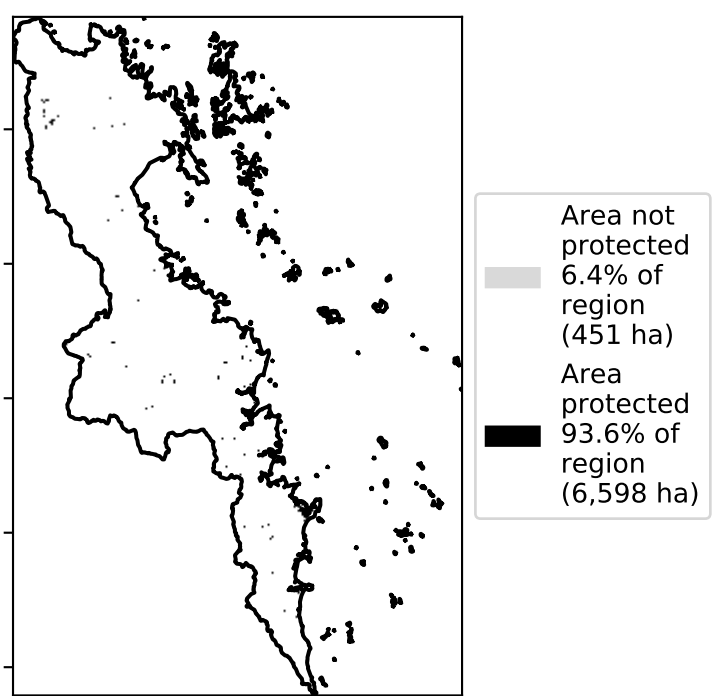 Area not
protected
6.4% of
region
(451 ha)
Area
protected
93.6% of
region
(6,598 ha)